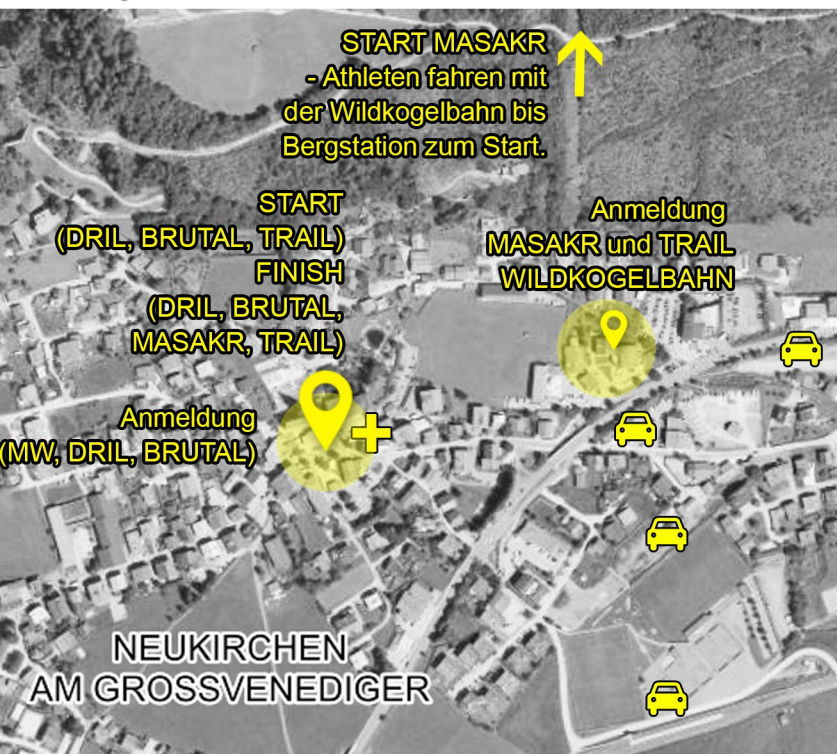 START MASAKR
- Athleten fahren mit
der Wildkogelbahn bis
Bergstation zum Start.
START
(DRIL, BRUTAL, TRAIL)
FINISH
(DRIL, BRUTAL,
MASAKR, TRAIL)
Anmeldung
MASAKR und TRAIL
WILDKOGELBAHN
Anmeldung
(MW, DRIL, BRUTAL)
NEUKIRCHEN
AM GROSSVENEDIGER